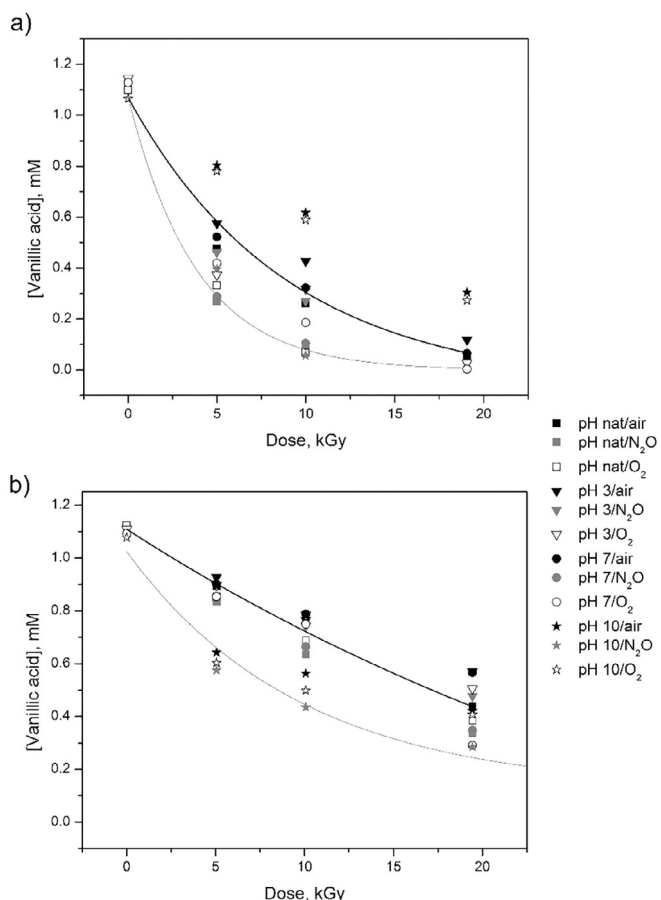 a)
1.2
1.0
0.8
0.6
0.4
0.2
0.0
[Vanillic acid], mM
0 5 10 15 20
Dose, kGy
b)
1.2
1.0
0.8
0.6
0.4
0.2
0.0
[Vanillic acid], mM
0 5 10 15 20
Dose, kGy
pH nat/air
pH nat/N₂O
pH nat/O₂
pH 3/air
pH 3/N₂O
pH 3/O₂
pH 7/air
pH 7/N₂O
pH 7/O₂
pH 10/air
pH 10/N₂O
pH 10/O₂